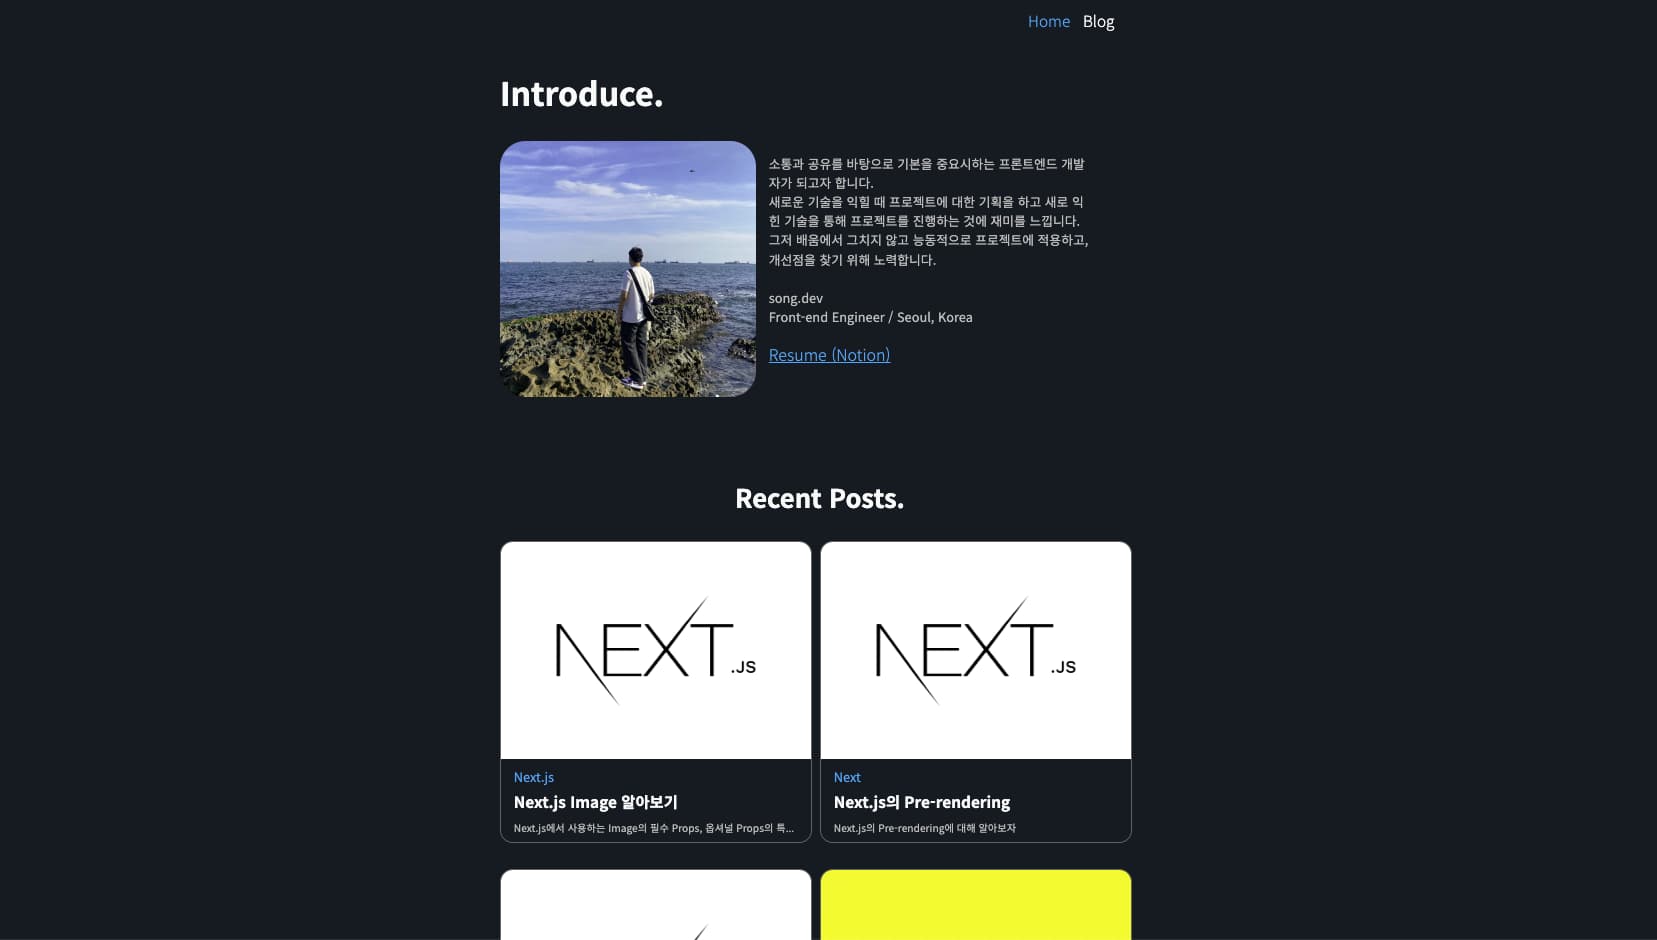 Home Blog
Introduce.
소통과 공유를 바탕으로 기본을 중요시하는 프론트엔드 개발
자가 되고자 합니다.
새로운 기술을 익힐 때 프로젝트에 대한 기획을 하고 새로 익
힌 기술을 통해 프로젝트를 진행하는 것에 재미를 느낍니다.
그저 배움에서 그치지 않고 능동적으로 프로젝트에 적용하고,
개선점을 찾기 위해 노력합니다.
song.dev
Front-end Engineer / Seoul, Korea
Resume (Notion)
Recent Posts.
NEXT.JS
Next.js
Next.js Image 알아보기
Next.js에서 사용하는 Image의 필수 Props, 옵셔널 Props의 특...
NEXT.JS
Next
Next.js의 Pre-rendering
Next.js의 Pre-rendering에 대해 알아보자